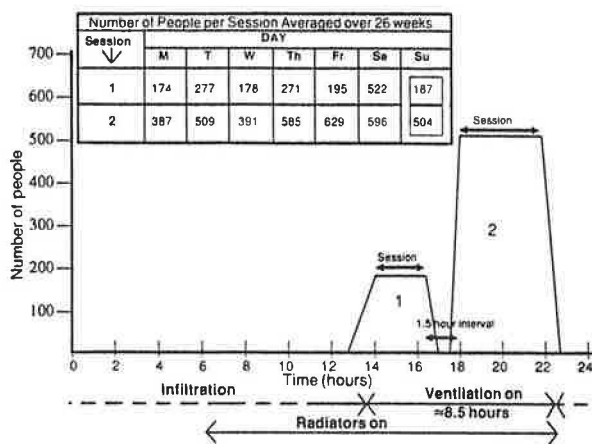 Number of People per Session Averaged over 26 weeks
Session DAY
M T W Th Fr Sa Su
1 174 277 178 271 195 522 187
2 387 509 391 585 629 596 504
Number of people
700
600
500
400
300
200
100
Session
2
Session
1
1.5 hour interval
0 2 4 6 8 10 12 14 16 18 20 22 24
Time (hours)
Infiltration Ventilation on
≈8.5 hours
Radiators on